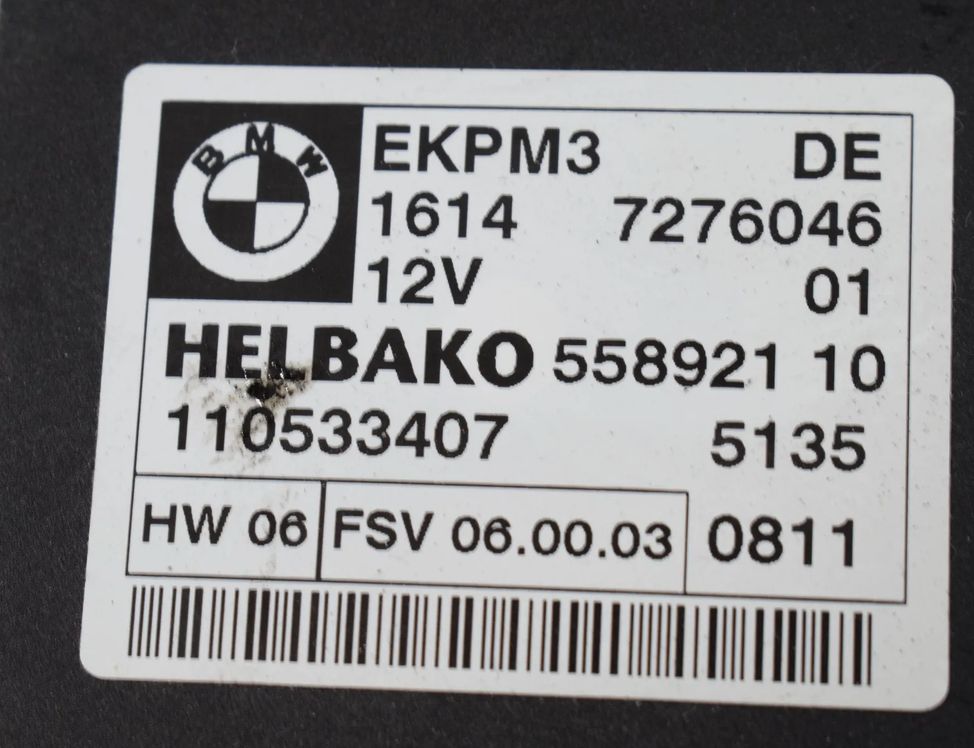 BMW
EKPM3 DE
1614 7276046
12V 01
HELBAKO 558921 10
110533407 5135
HW 06 FSV 06.00.03 0811